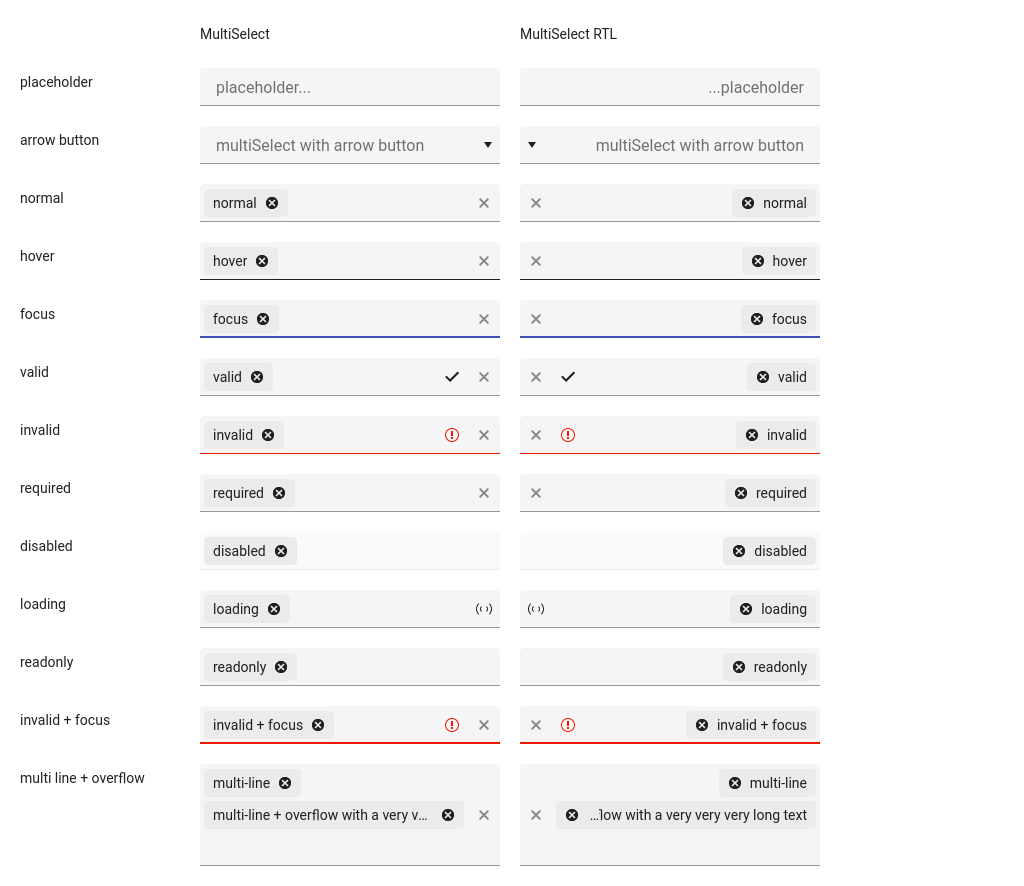 MultiSelect MultiSelect RTL
placeholder placeholder... ...placeholder
arrow button multiSelect with arrow button multiSelect with arrow button
normal normal normal
hover hover hover
focus focus focus
valid valid valid
invalid invalid invalid
required required required
disabled disabled disabled
loading loading loading
readonly readonly readonly
invalid + focus invalid + focus invalid + focus
multi line + overflow multi-line multi-line
multi-line + overflow with a very v... ...flow with a very very very long text